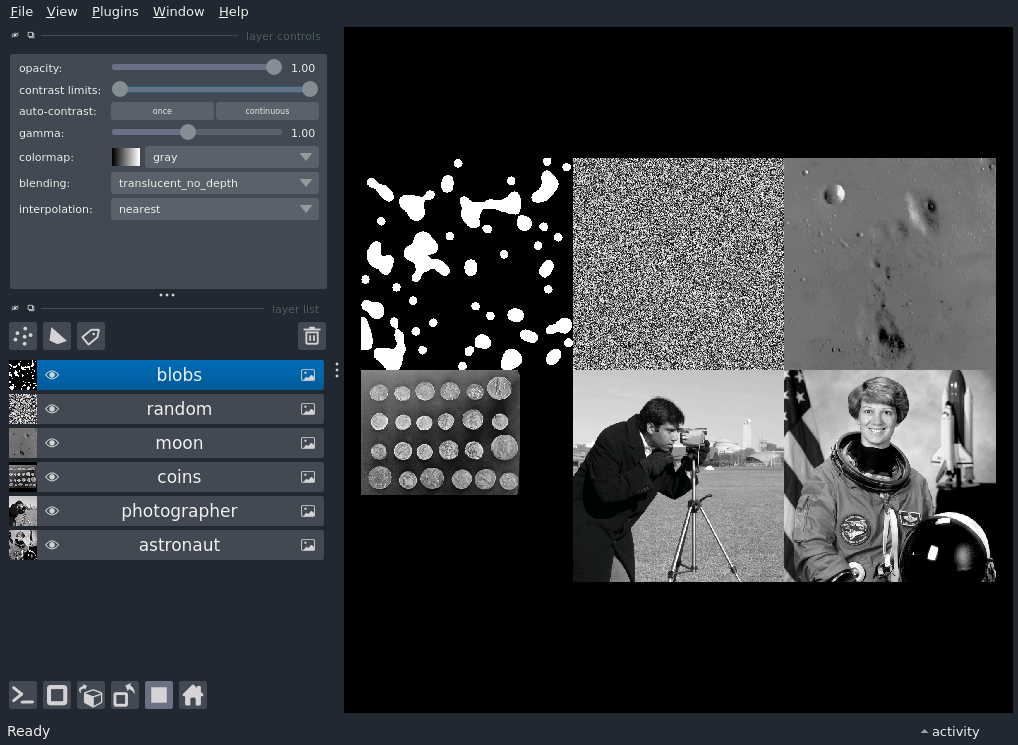 File View Plugins Window Help
layer controls
opacity: 1.00
contrast limits:
auto-contrast: once continuous
gamma: 1.00
colormap: gray
blending: translucent_no_depth
interpolation: nearest
layer list
blobs
random
moon
coins
photographer
astronaut
Ready
activity